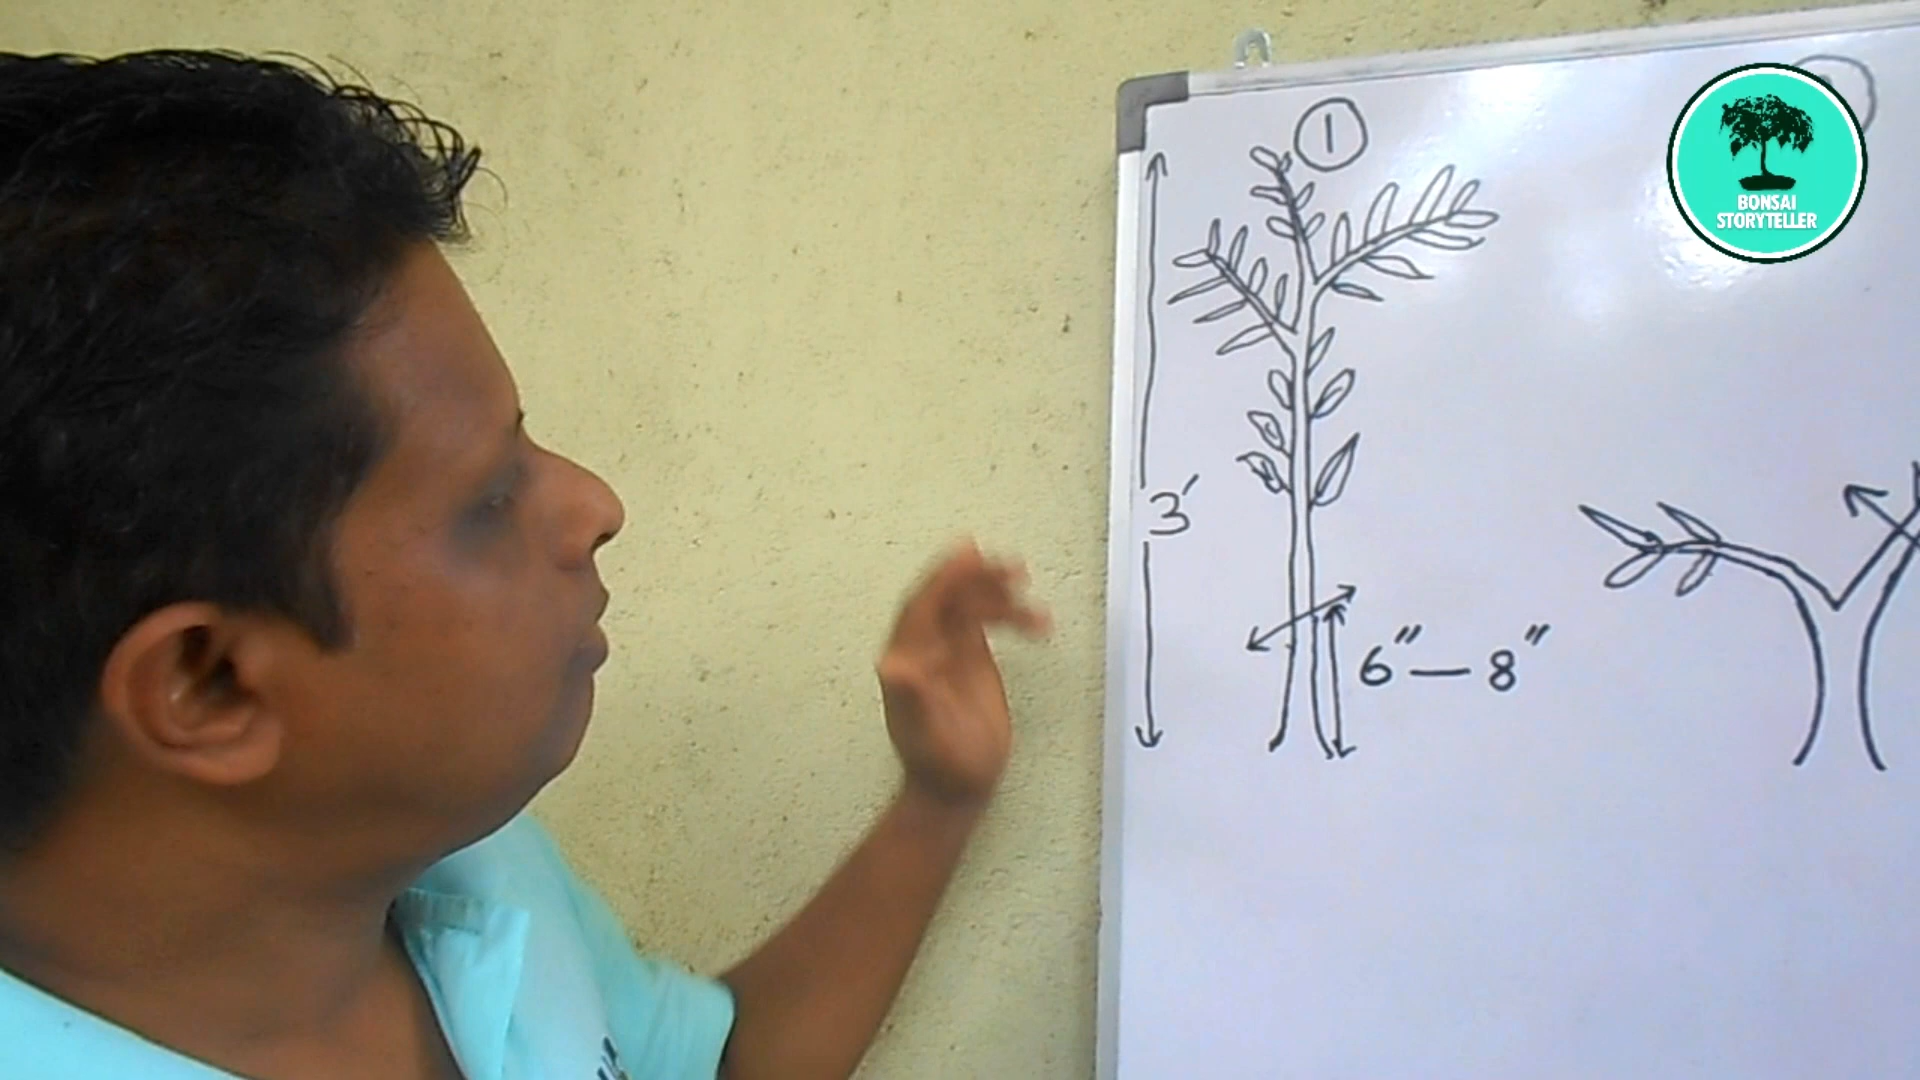 1
BONSAI
STORYTELLER
3'
6" — 8"